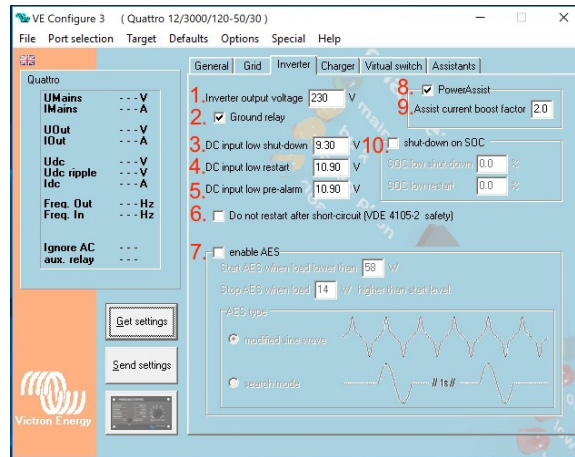 VE Configure 3 ( Quattro 12/3000/120-50/30 )
File Port selection Target Defaults Options Special Help
General Grid Inverter Charger Virtual switch Assistants
Quattro
UMains - - - V
IMains - - - A
UOut - - - V
IOut - - - A
Udc - - - V
Udc ripple - - - V
Idc - - - A
Freq. Out - - - Hz
Freq. In - - - Hz
Ignore AC - - -
aux. relay - - -
Get settings
Send settings
Victron Energy
1. Inverter output voltage 230 V
2. Ground relay
3. DC input low shut-down 9.30 V
4. DC input low restart 10.90 V
5. DC input low pre-alarm 10.90 V
6. Do not restart after short-circuit (VDE 4105-2 safety)
7. enable AES
Start AES when load lower than 58 W
Stop AES when load 14 W higher than start level.
AES type
modified sine wave
search mode
// 1s //
8. PowerAssist
9. Assist current boost factor 2.0
10. shut-down on SOC
SOC low shut-down 0.0 %
SOC low restart 0.0 %